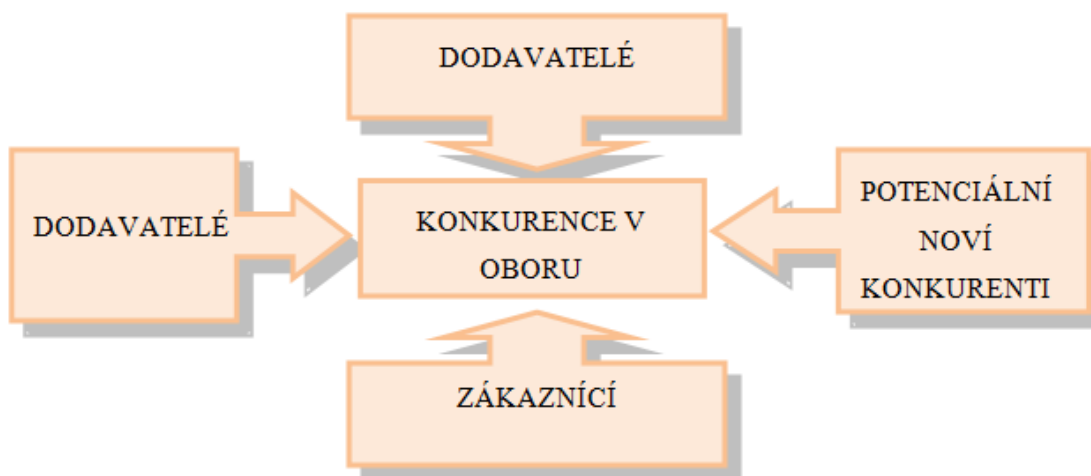 DODAVATELÉ
DODAVATELÉ
KONKURENCE V
OBORU
POTENCIÁLNÍ
NOVÍ
KONKURENTI
ZÁKAZNÍCÍ